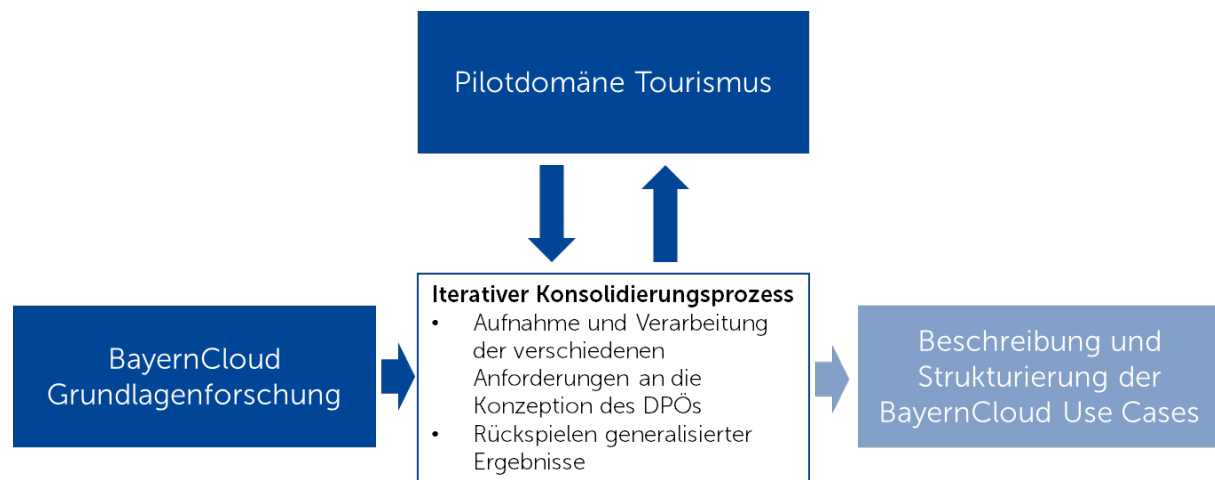 Pilotdomäne Tourismus
BayernCloud
Grundlagenforschung
Iterativer Konsolidierungsprozess
• Aufnahme und Verarbeitung
der verschiedenen
Anforderungen an die
Konzeption des DPÖs
• Rückspielen generalisierter
Ergebnisse
Beschreibung und
Strukturierung der
BayernCloud Use Cases